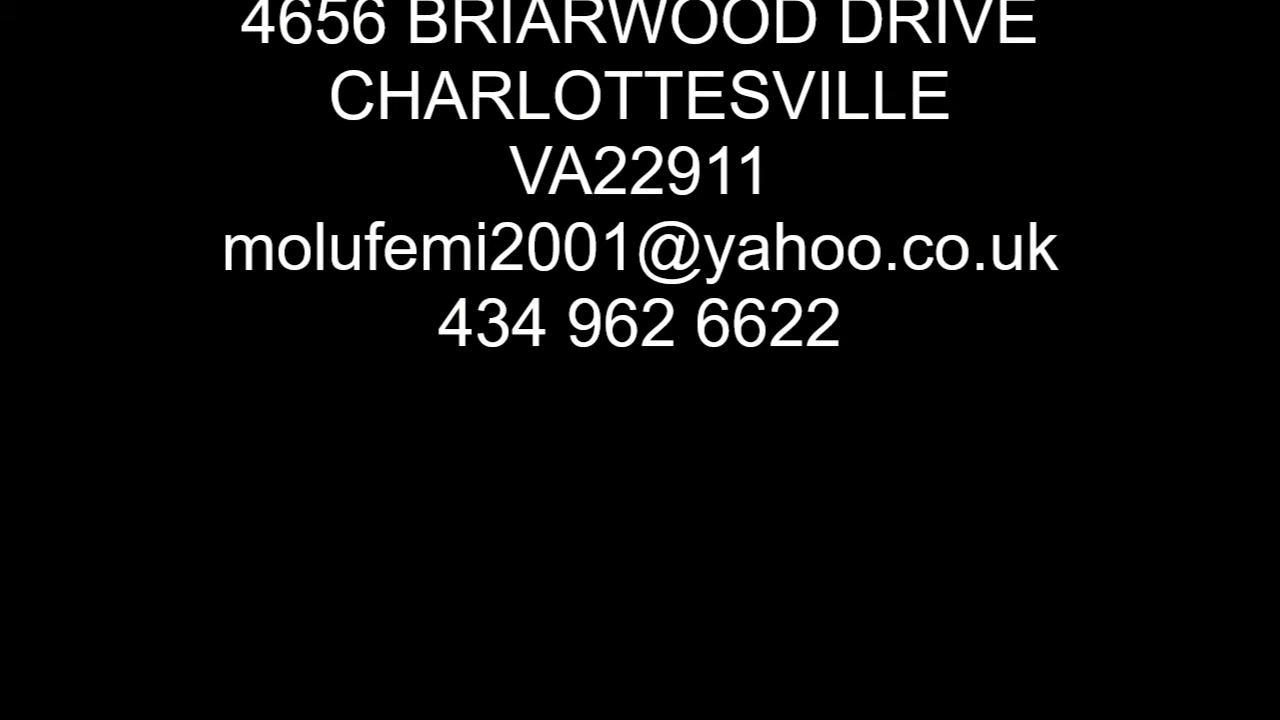 4656 BRIARWOOD DRIVE
CHARLOTTESVILLE
VA22911
molufemi2001@yahoo.co.uk
434 962 6622